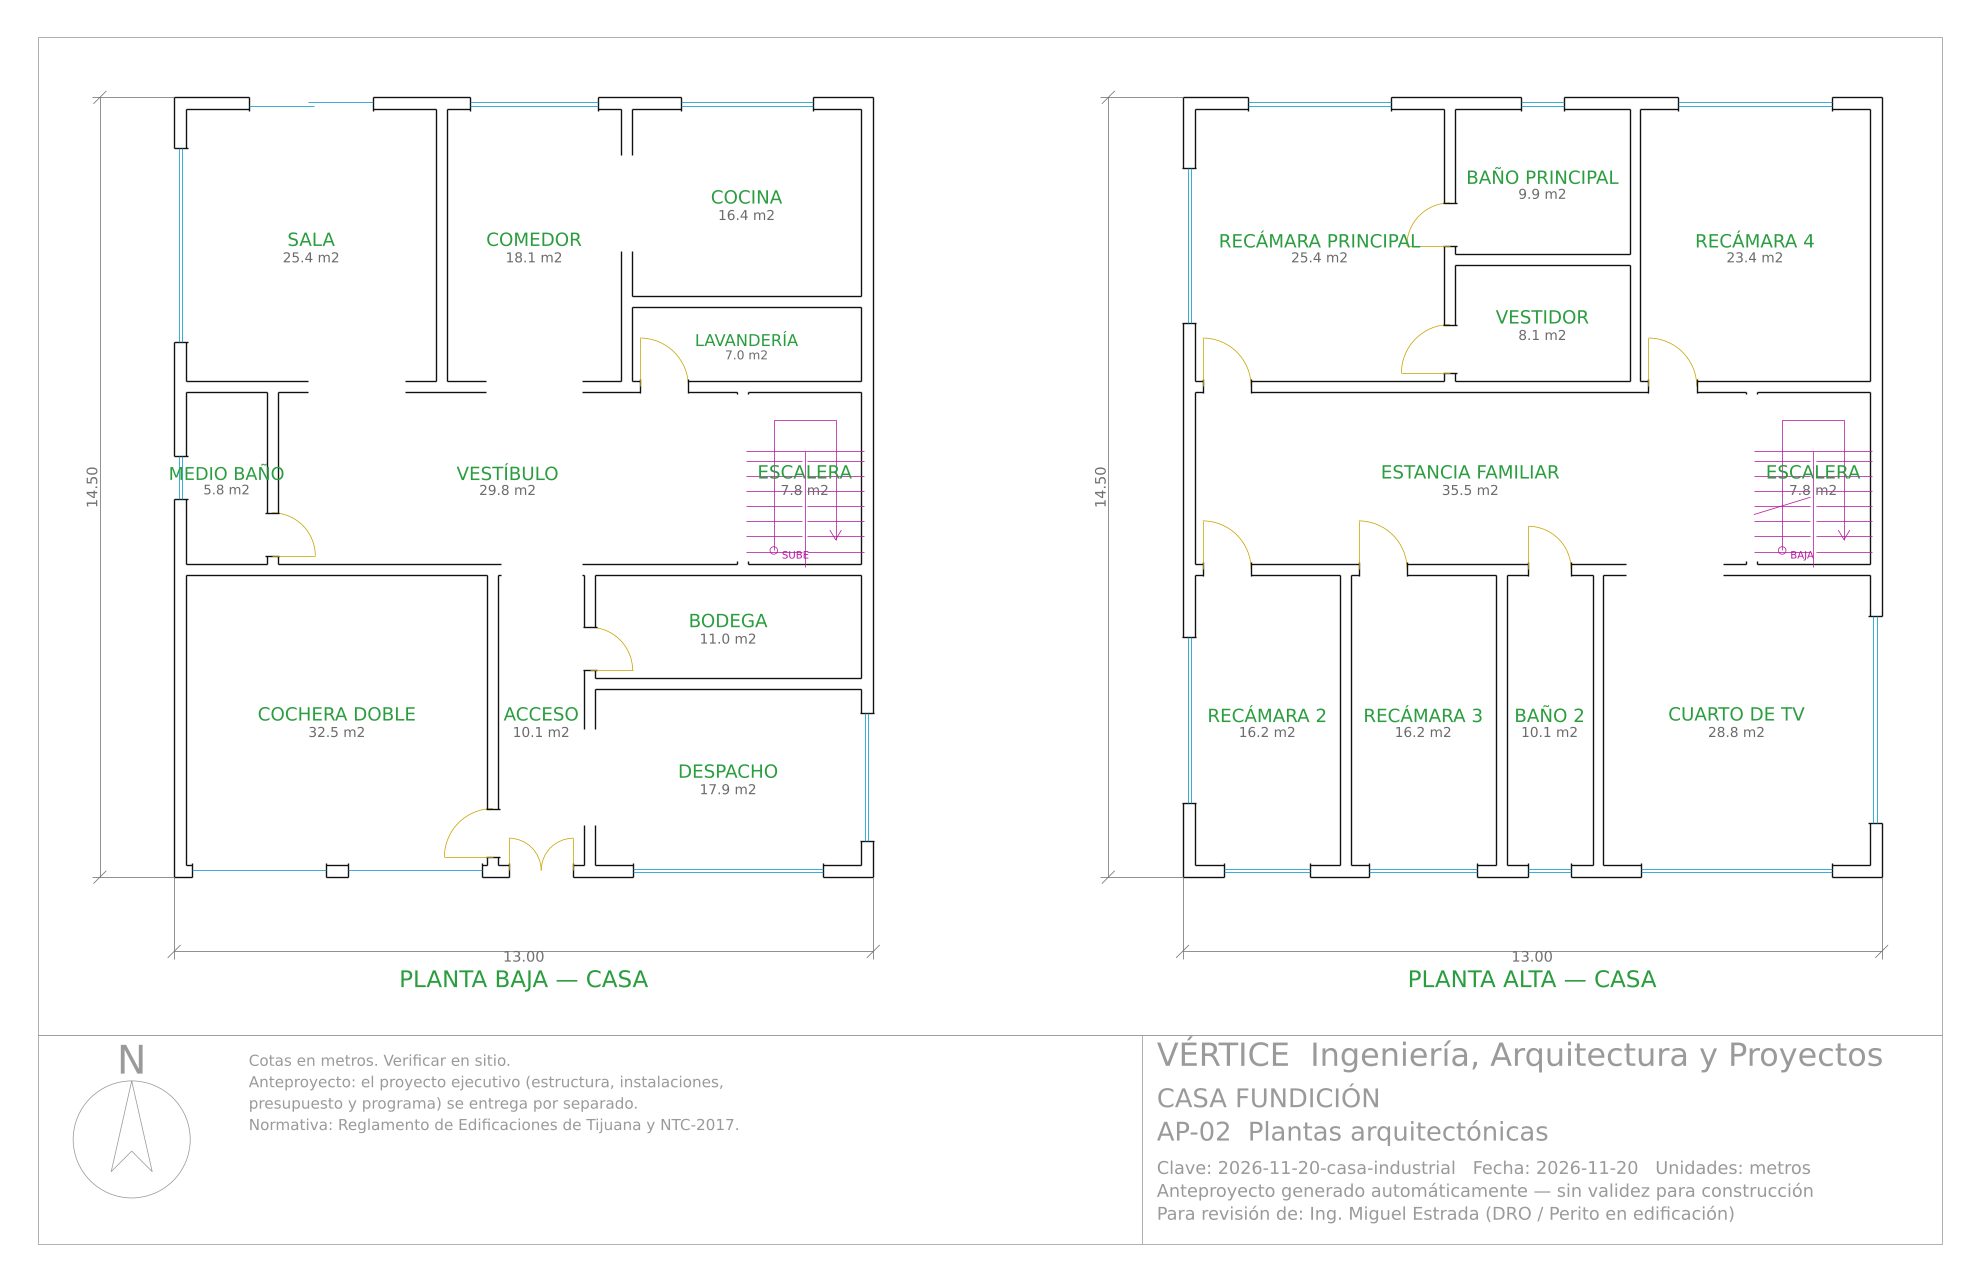 SALA
25.4 m2
COMEDOR
18.1 m2
COCINA
16.4 m2
LAVANDERÍA
7.0 m2
MEDIO BAÑO
5.8 m2
VESTÍBULO
29.8 m2
ESCALERA
7.8 m2
SUBE
14.50
COCHERA DOBLE
32.5 m2
ACCESO
10.1 m2
BODEGA
11.0 m2
DESPACHO
17.9 m2
13.00
PLANTA BAJA — CASA
RECÁMARA PRINCIPAL
25.4 m2
BAÑO PRINCIPAL
9.9 m2
VESTIDOR
8.1 m2
RECÁMARA 4
23.4 m2
ESTANCIA FAMILIAR
35.5 m2
ESCALERA
7.8 m2
BAJA
14.50
RECÁMARA 2
16.2 m2
RECÁMARA 3
16.2 m2
BAÑO 2
10.1 m2
CUARTO DE TV
28.8 m2
13.00
PLANTA ALTA — CASA
N
Cotas en metros. Verificar en sitio.
Anteproyecto: el proyecto ejecutivo (estructura, instalaciones,
presupuesto y programa) se entrega por separado.
Normativa: Reglamento de Edificaciones de Tijuana y NTC-2017.
VÉRTICE  Ingeniería, Arquitectura y Proyectos
CASA FUNDICIÓN
AP-02  Plantas arquitectónicas
Clave: 2026-11-20-casa-industrial   Fecha: 2026-11-20   Unidades: metros
Anteproyecto generado automáticamente — sin validez para construcción
Para revisión de: Ing. Miguel Estrada (DRO / Perito en edificación)